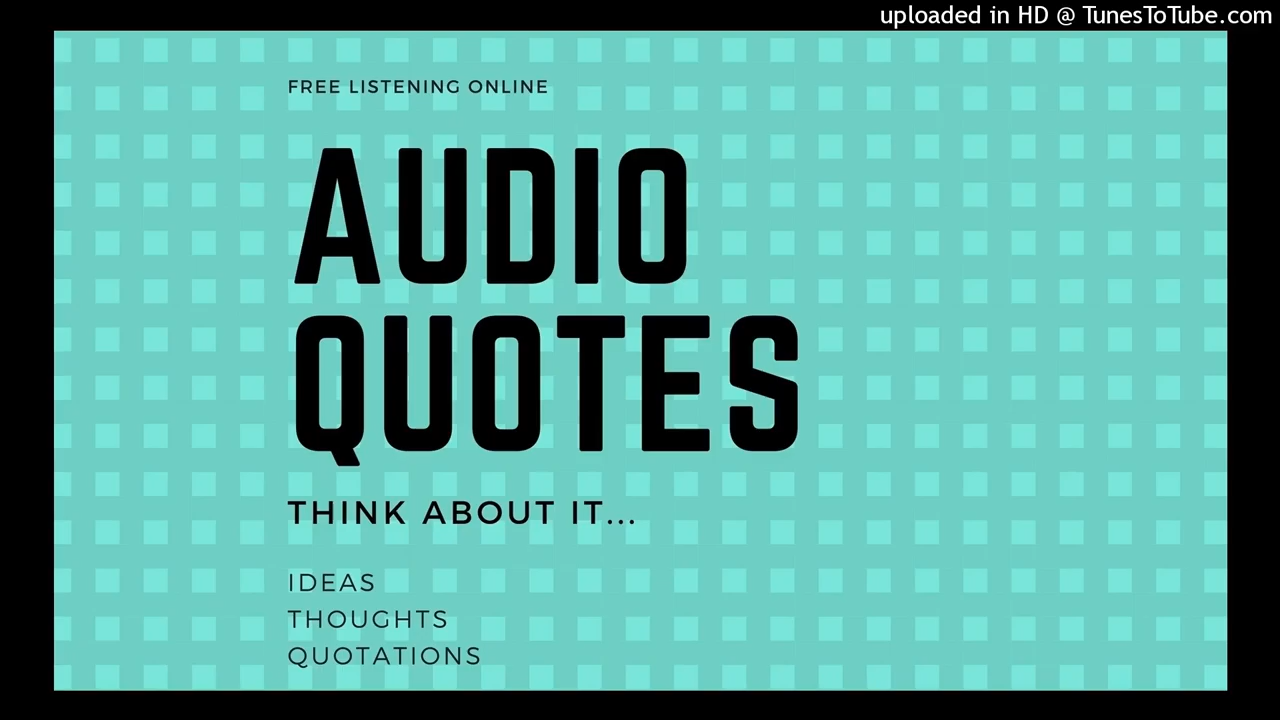 uploaded in HD @ TunesToTube.com
FREE LISTENING ONLINE
AUDIO
QUOTES
THINK ABOUT IT...
IDEAS
THOUGHTS
QUOTATIONS